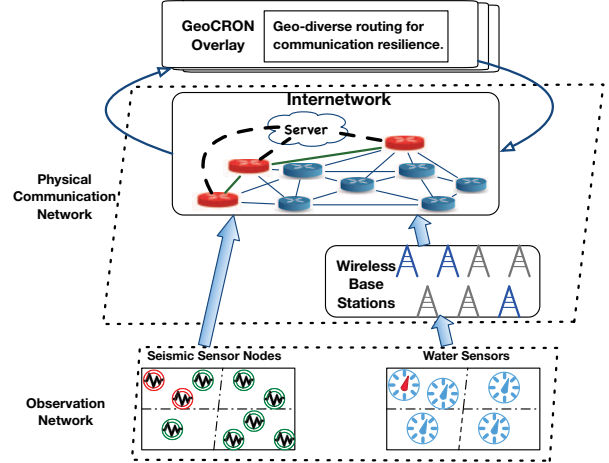 GeoCRON
Overlay
Geo-diverse routing for
communication resilience.
Internetwork
Server
Physical
Communication
Network
Wireless
Base
Stations
Seismic Sensor Nodes
Water Sensors
Observation
Network